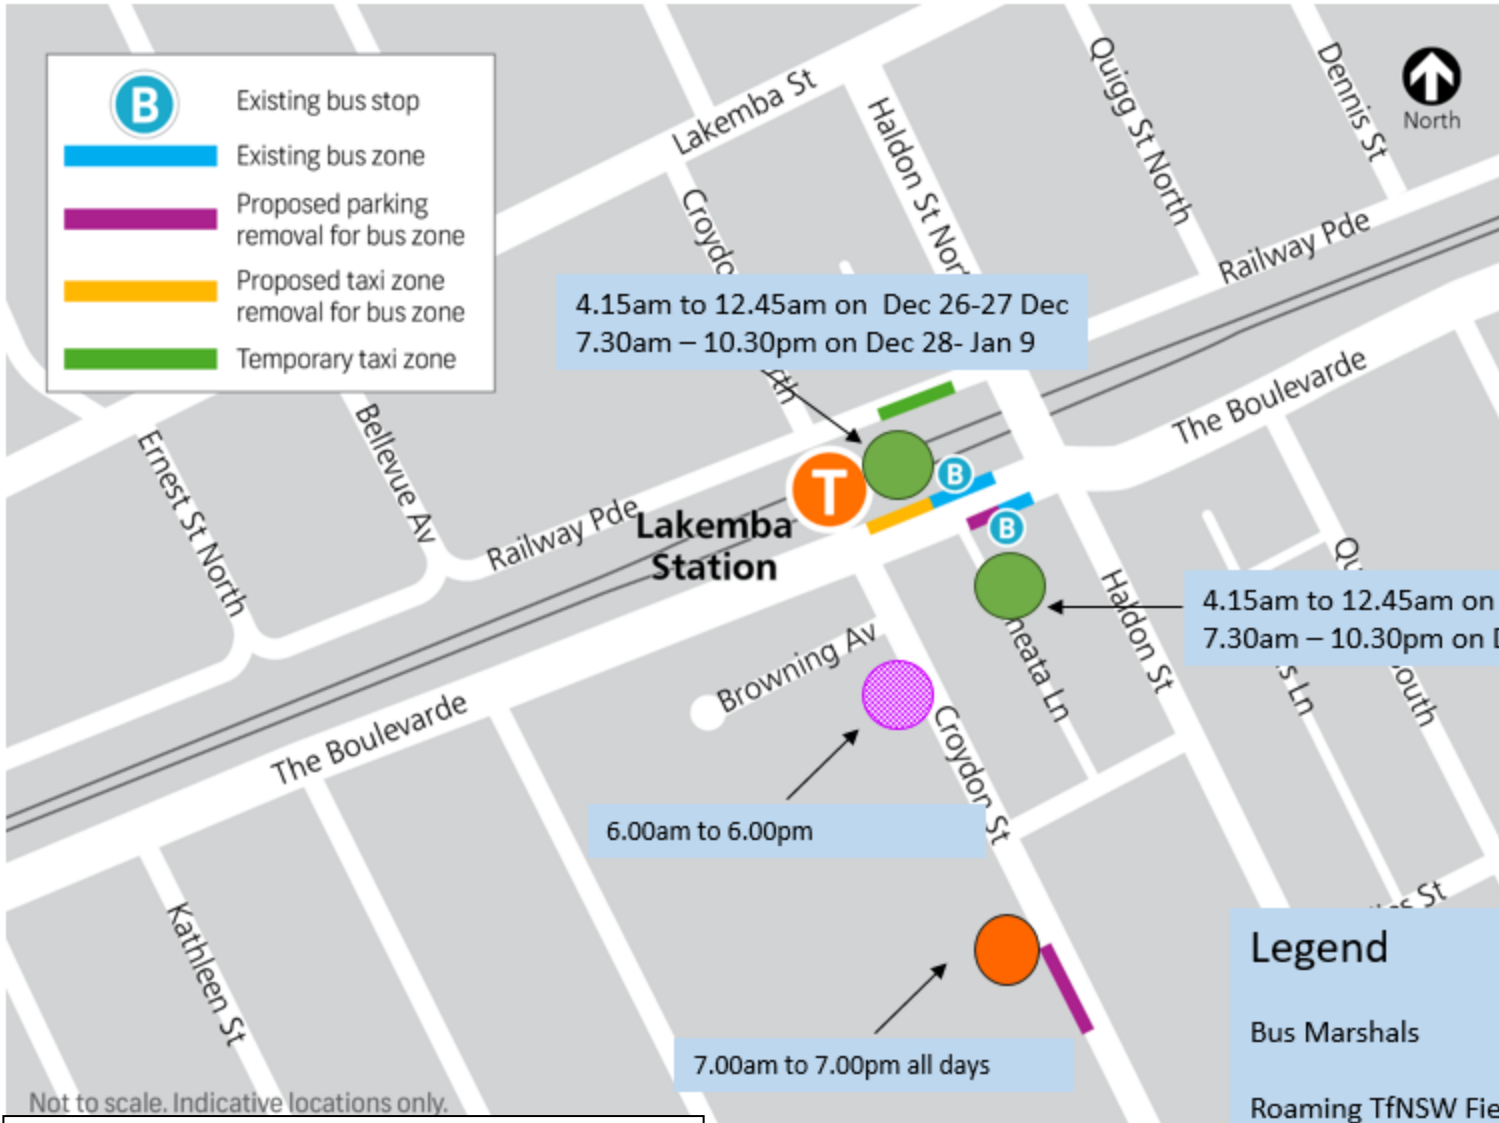 B
Existing bus stop
Existing bus zone
Proposed parking
removal for bus zone
Proposed taxi zone
removal for bus zone
Temporary taxi zone
Lakemba St
Haldon St Nor
Quigg St North
Dennis St
North
Croydo
Railway Pde
4.15am to 12.45am on Dec 26-27 Dec
7.30am – 10.30pm on Dec 28- Jan 9
The Boulevarde
Bellevue Av
Ernest St North
Railway Pde
T
B
B
Lakemba
Station
4.15am to 12.45am on
7.30am – 10.30pm on
Haldon St
Browning Av
The Boulevarde
Croydon St
6.00am to 6.00pm
Kathleen St
7.00am to 7.00pm all days
Legend
Bus Marshals
Roaming TfNSW Fie
Not to scale. Indicative locations only.